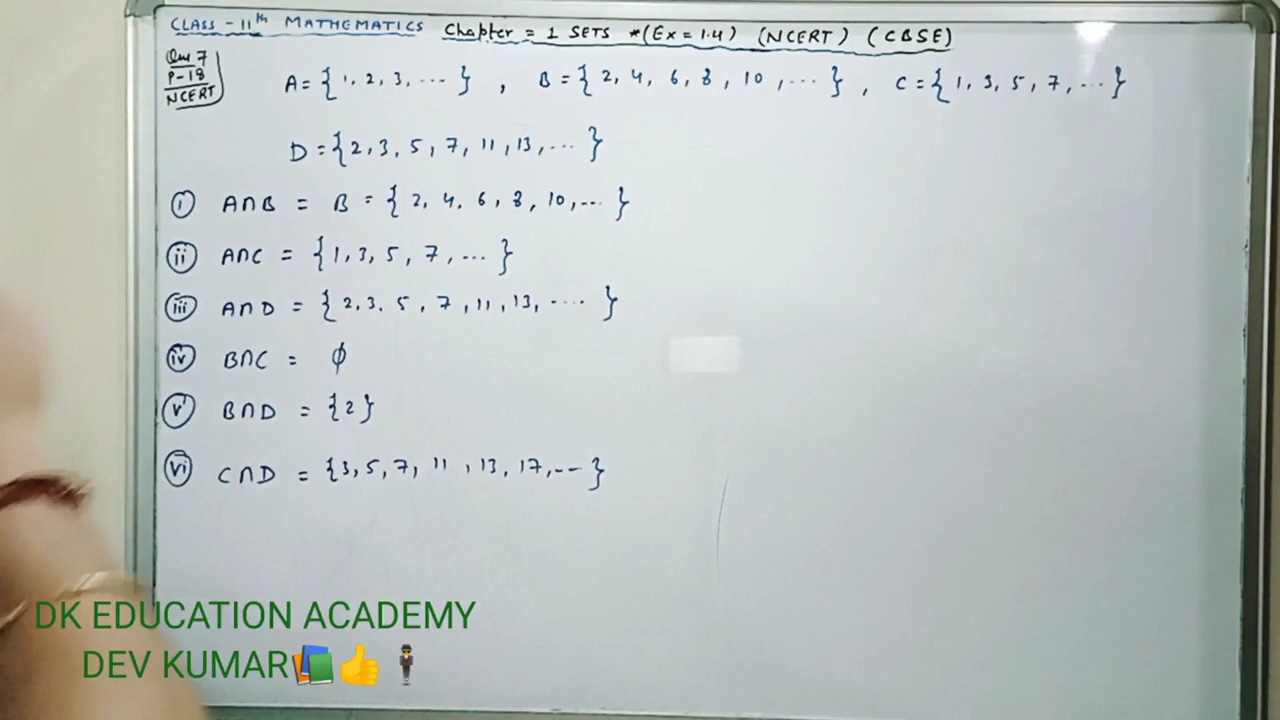 CLASS - 11th MATHEMATICS Chapter = 1 SETS *(Ex = 1.4) (NCERT) (CBSE)
Que 7
P-18
NCERT
A = {1, 2, 3, ....}, B = {2, 4, 6, 8, 10, ...}, C = {1, 3, 5, 7, ...}
D = {2, 3, 5, 7, 11, 13, ...}
(i) A∩B = B = {2, 4, 6, 8, 10, ...}
(ii) A∩C = {1, 3, 5, 7, ...}
(iii) A∩D = {2, 3, 5, 7, 11, 13, ....}
(iv) B∩C = ϕ
(v) B∩D = {2}
(vi) C∩D = {3, 5, 7, 11, 13, 17, --}
DK EDUCATION ACADEMY
DEV KUMAR📚👍🕴